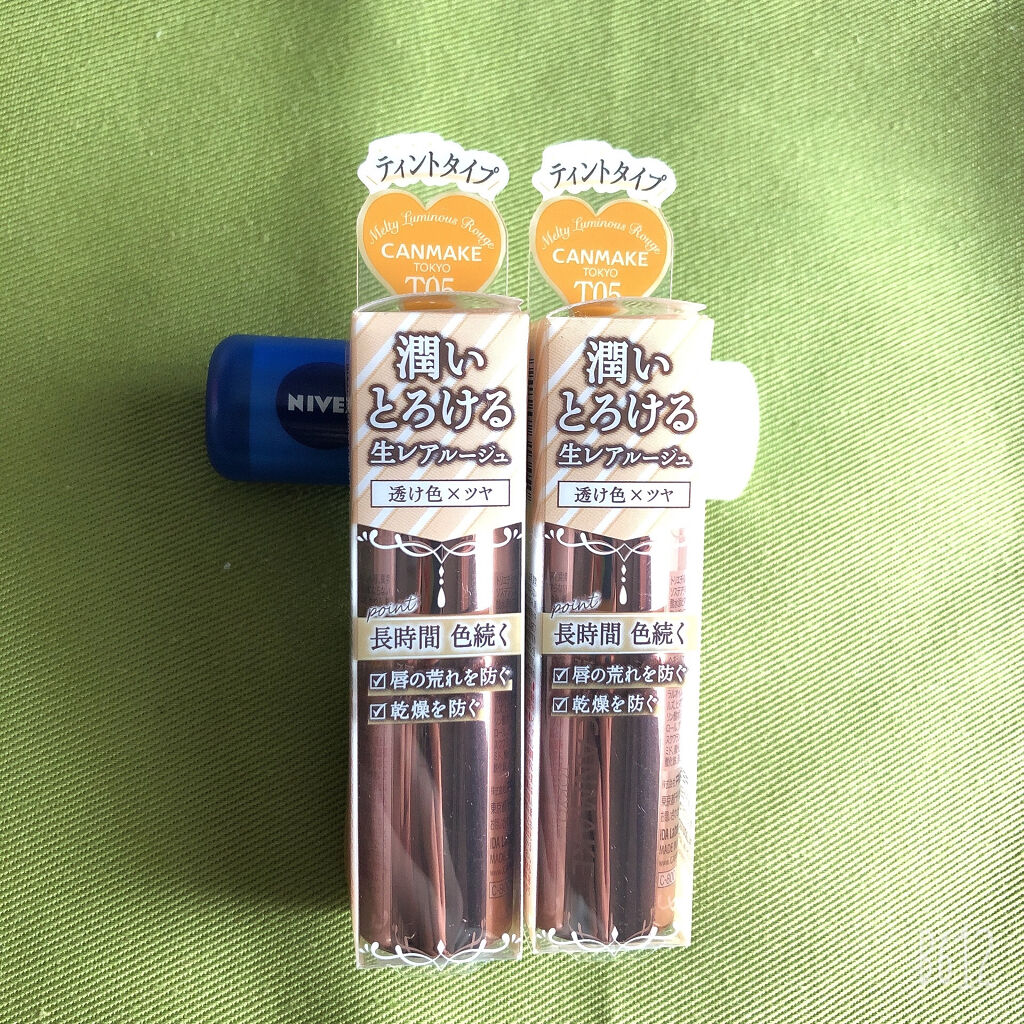 ティントタイプ
Melty Luminous Rouge
CANMAKE
TOKYO
T05
潤い
とろける
生レアルージュ
透け色×ツヤ
point
長時間 色続く
唇の荒れを防ぐ
乾燥を防ぐ
ティントタイプ
Melty Luminous Rouge
CANMAKE
TOKYO
T05
潤い
とろける
生レアルージュ
透け色×ツヤ
point
長時間 色続く
唇の荒れを防ぐ
乾燥を防ぐ
NIVE